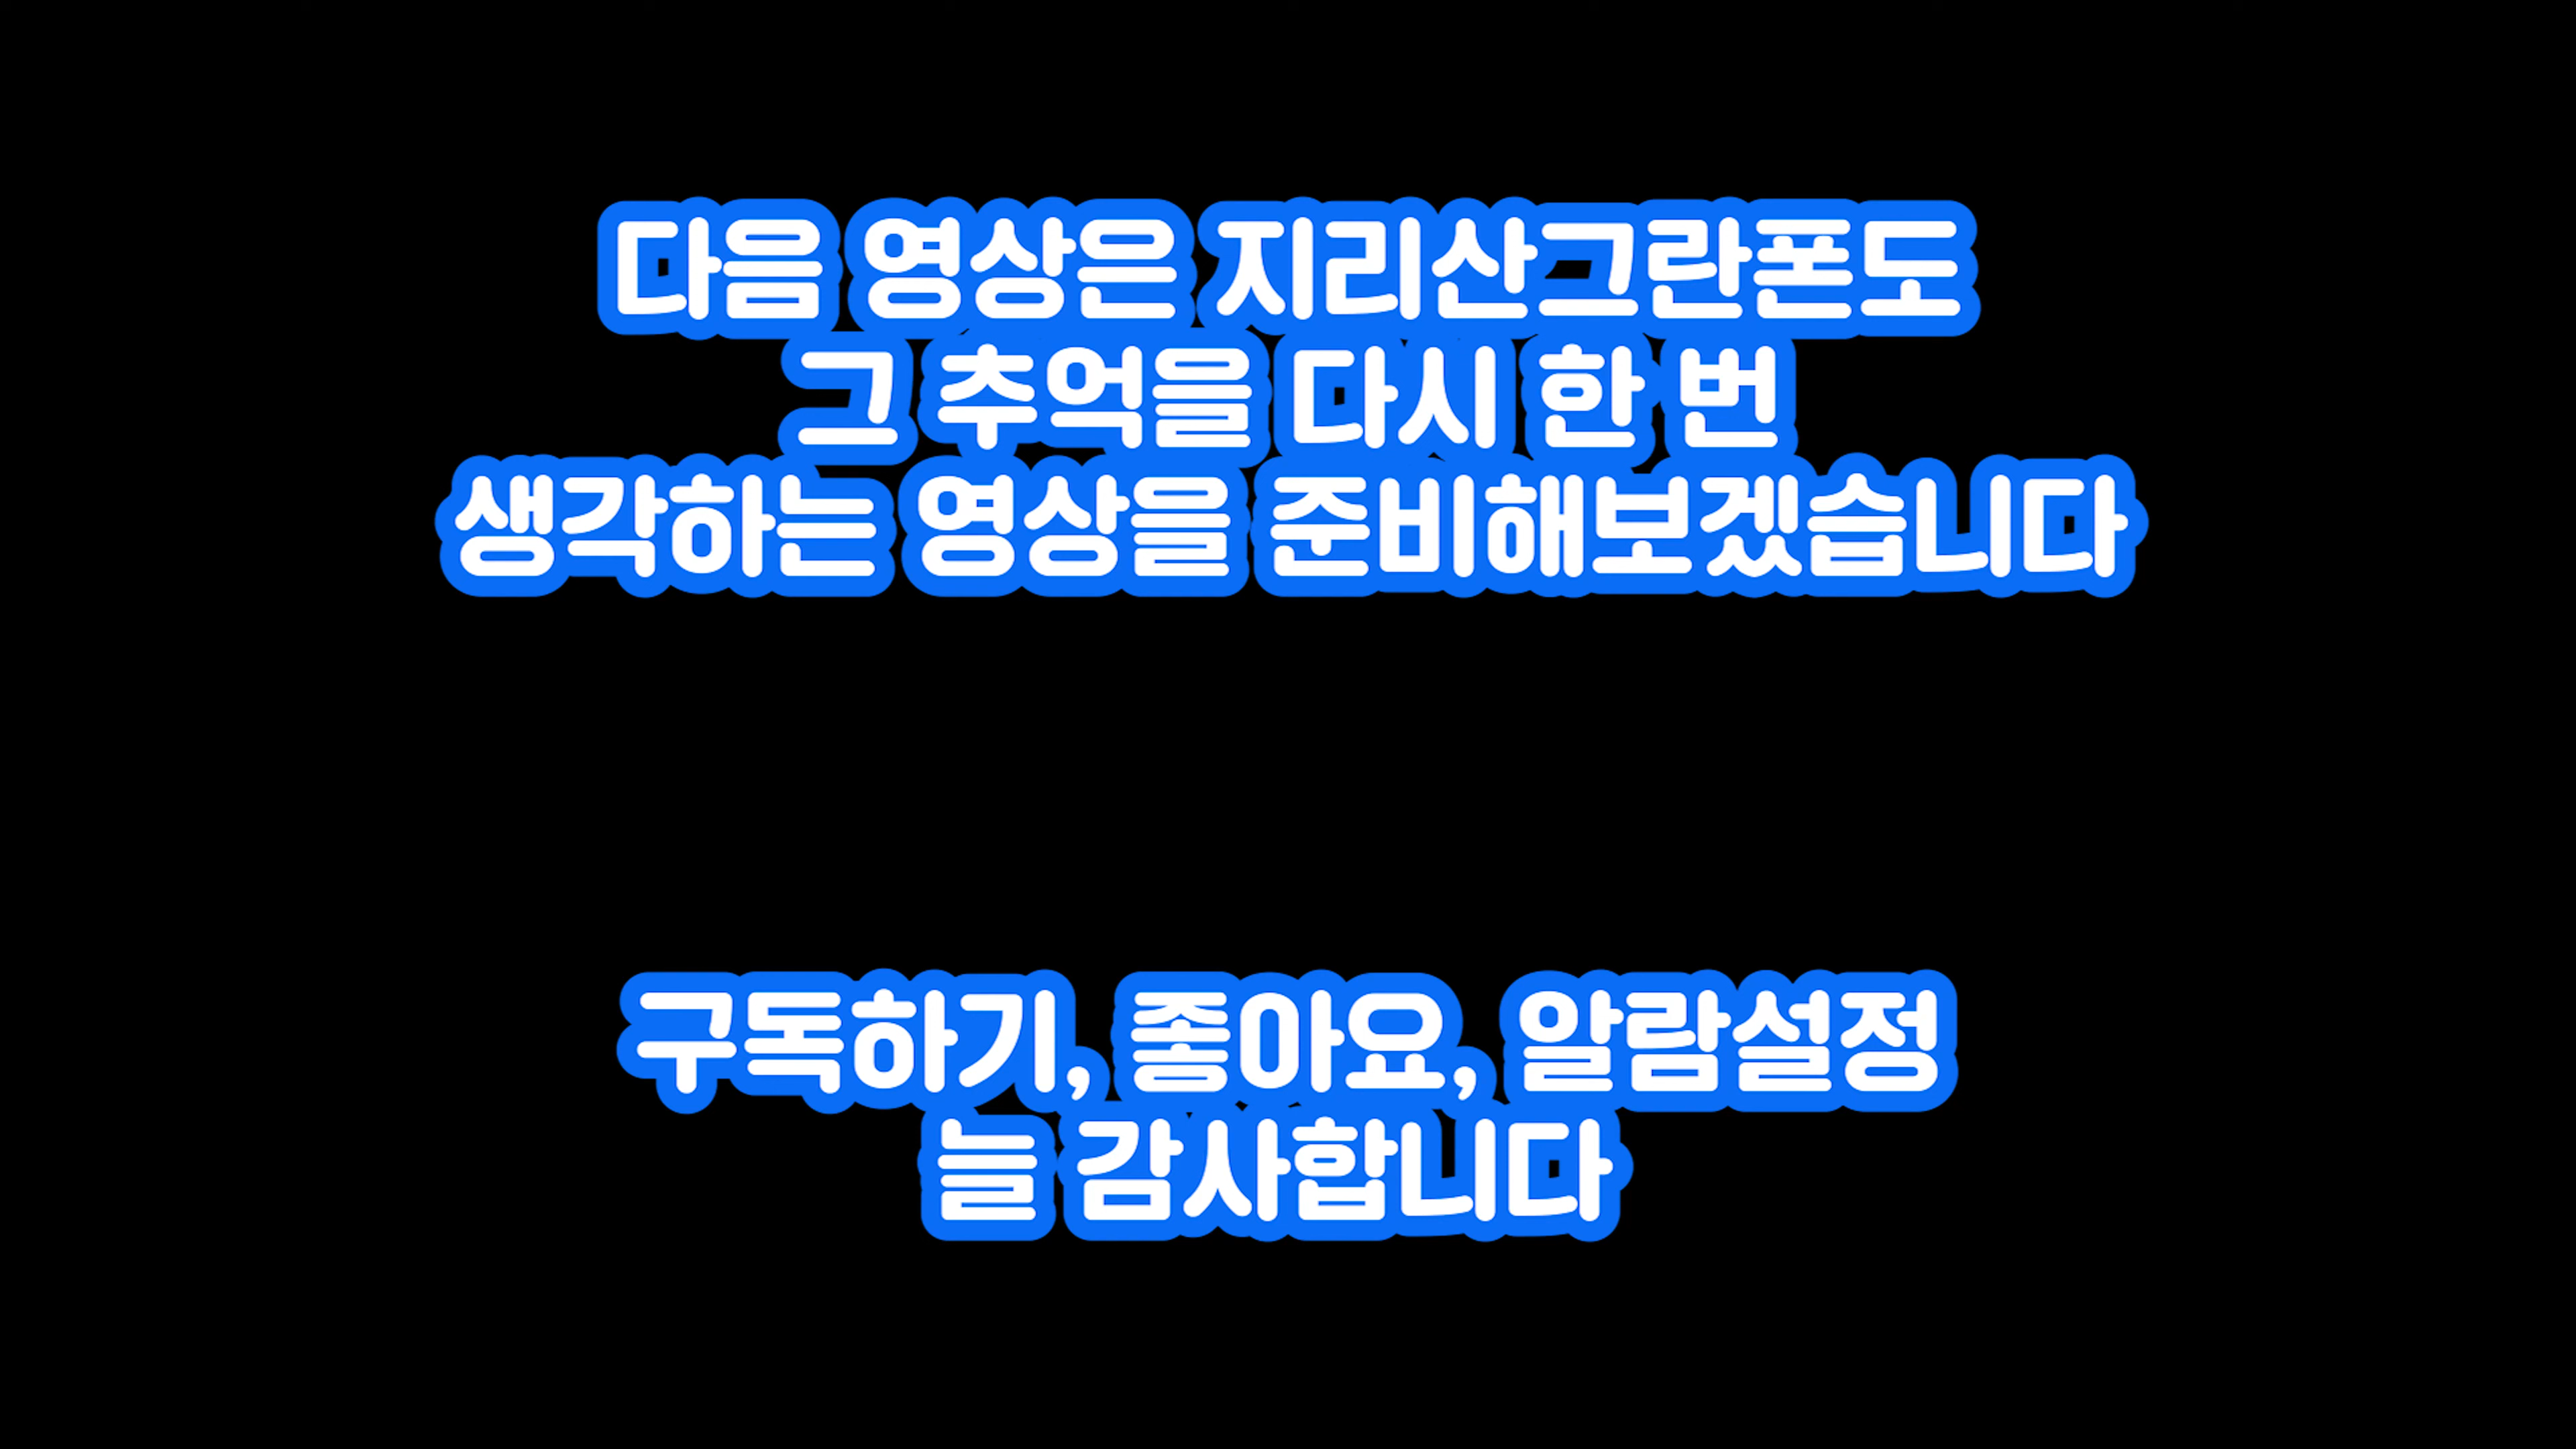 다음 영상은 지리산그란폰도
그 추억을 다시 한 번
생각하는 영상을 준비해보겠습니다
구독하기, 좋아요, 알람설정
늘 감사합니다